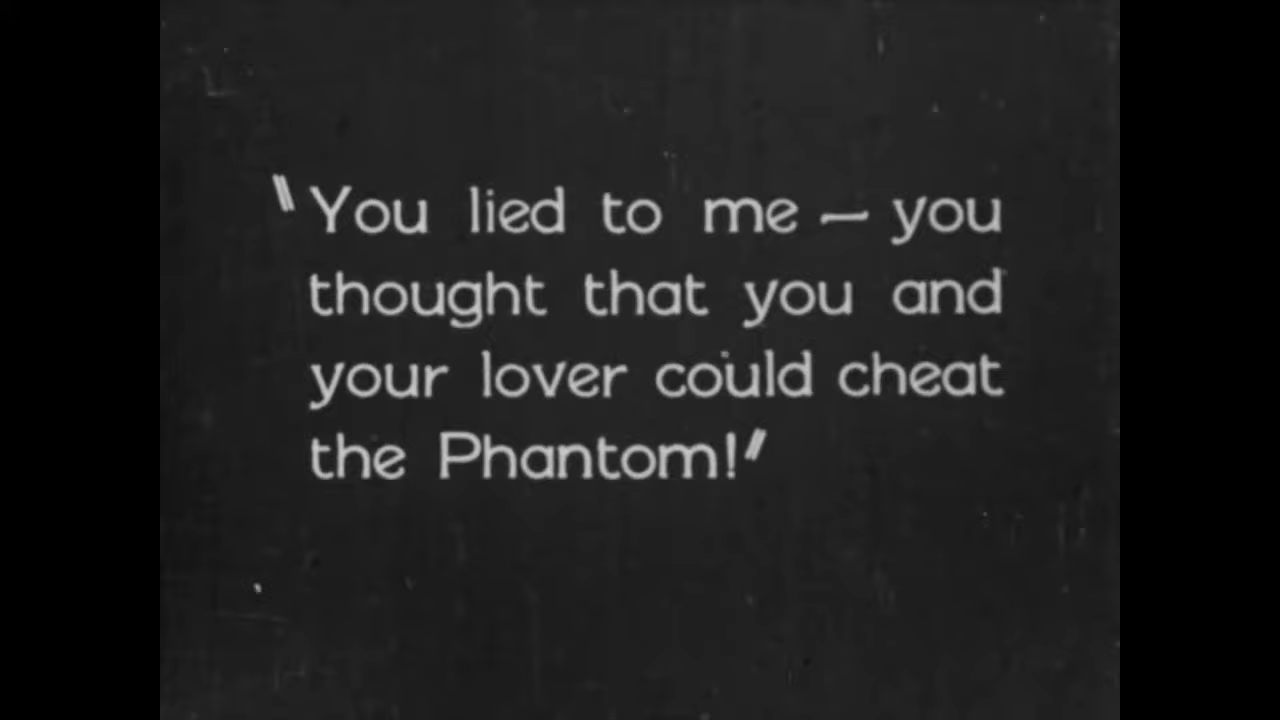 "You lied to me — you
thought that you and
your lover could cheat
the Phantom!"